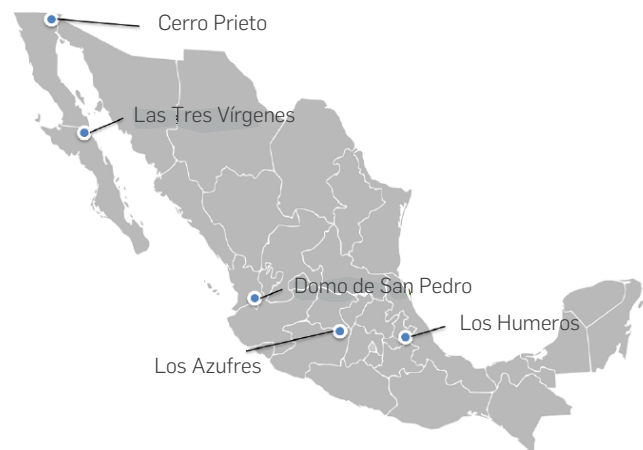 Cerro Prieto
Las Tres Vírgenes
Domo de San Pedro
Los Humeros
Los Azufres